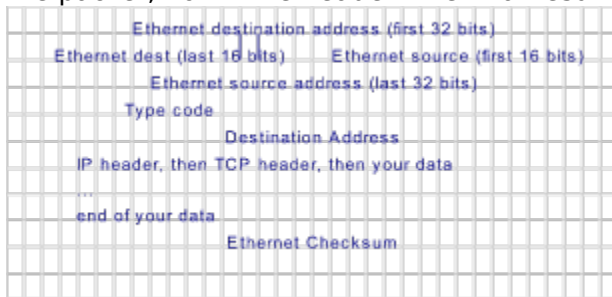 Ethernet destination address (first 32 bits)
Ethernet dest (last 16 bits) Ethernet source (first 16 bits)
Ethernet source address (last 32 bits)
Type code
Destination Address
IP header, then TCP header, then your data
...
end of your data
Ethernet Checksum